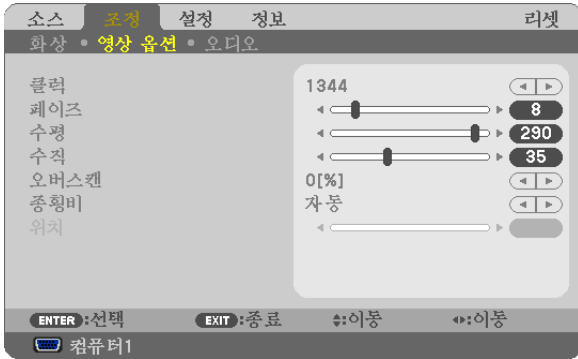 소스 조정 설정 정보 리셋
화상 • 영상 옵션 • 오디오
클럭 1344
페이즈 8
수평 290
수직 35
오버스캔 0[%]
종횡비 자동
위치
ENTER :선택 EXIT :종료 :이동 :이동
컴퓨터1